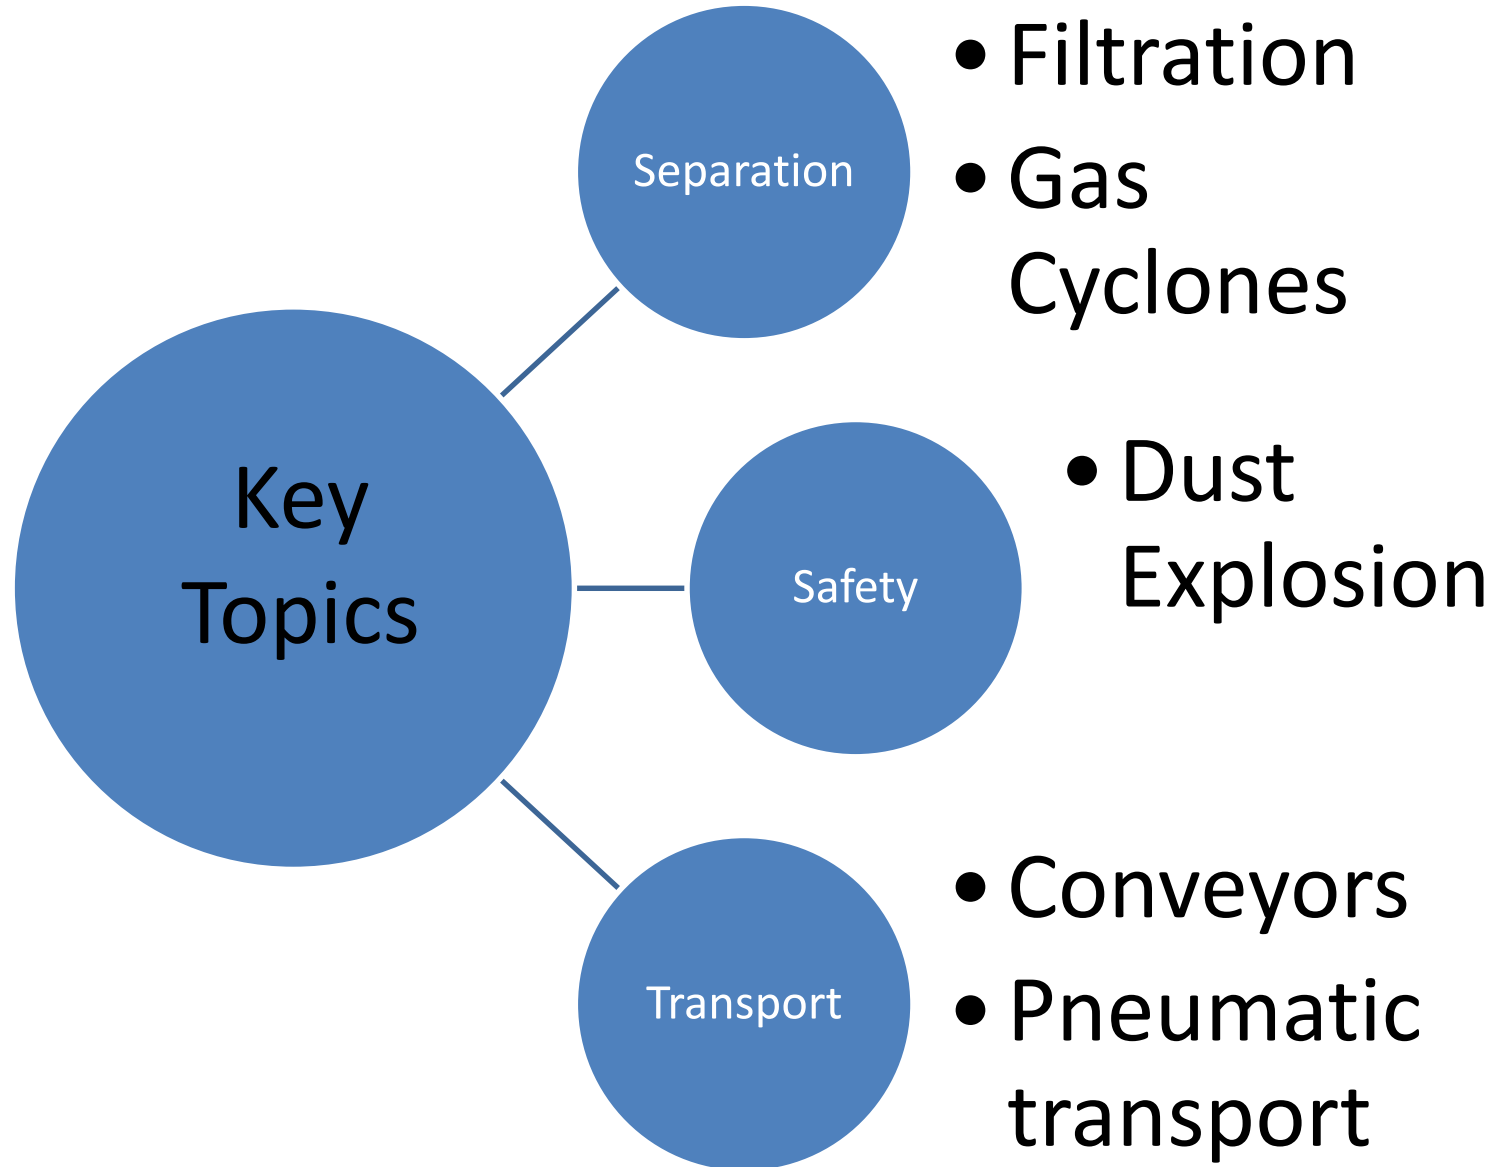 Key
Topics
Separation
• Filtration
• Gas
Cyclones
Safety
• Dust
Explosion
Transport
• Conveyors
• Pneumatic
transport